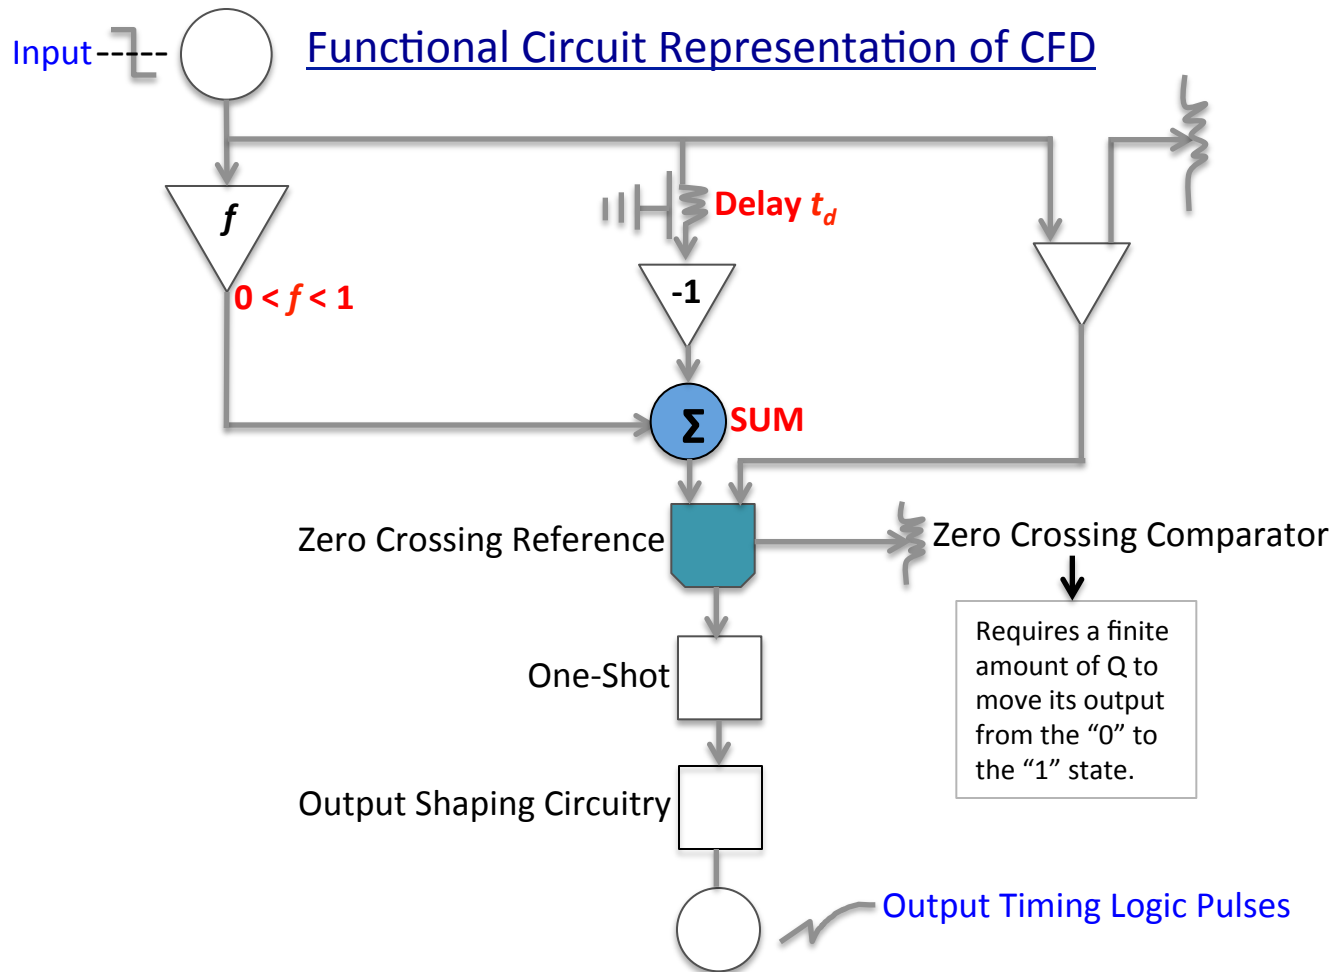 Functional Circuit Representation of CFD
Input
f
0 < f < 1
Delay td
-1
Σ
SUM
Zero Crossing Reference
Zero Crossing Comparator
Requires a finite
amount of Q to
move its output
from the “0” to
the “1” state.
One-Shot
Output Shaping Circuitry
Output Timing Logic Pulses